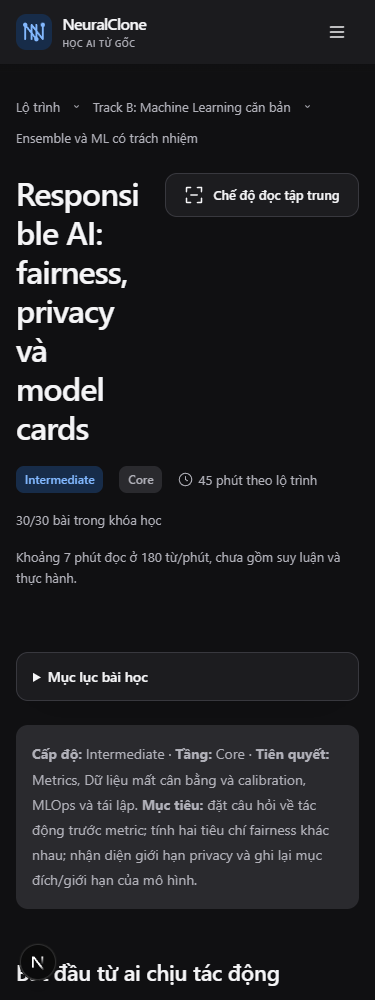 NeuralClone
HỌC AI TỪ GỐC
Lộ trình
Track B: Machine Learning căn bản
Ensemble và ML có trách nhiệm
Responsi
ble AI:
fairness,
privacy
và
model
cards
Chế độ đọc tập trung
Intermediate
Core
45 phút theo lộ trình
30/30 bài trong khóa học
Khoảng 7 phút đọc ở 180 từ/phút, chưa gồm suy luận và
thực hành.
Mục lục bài học
Cấp độ: Intermediate · Tầng: Core · Tiên quyết:
Metrics, Dữ liệu mất cân bằng và calibration,
MLOps và tái lập. Mục tiêu: đặt câu hỏi về tác
động trước metric; tính hai tiêu chí fairness khác
nhau; nhận diện giới hạn privacy và ghi lại mục
đích/giới hạn của mô hình.
N
đầu từ ai chịu tác động